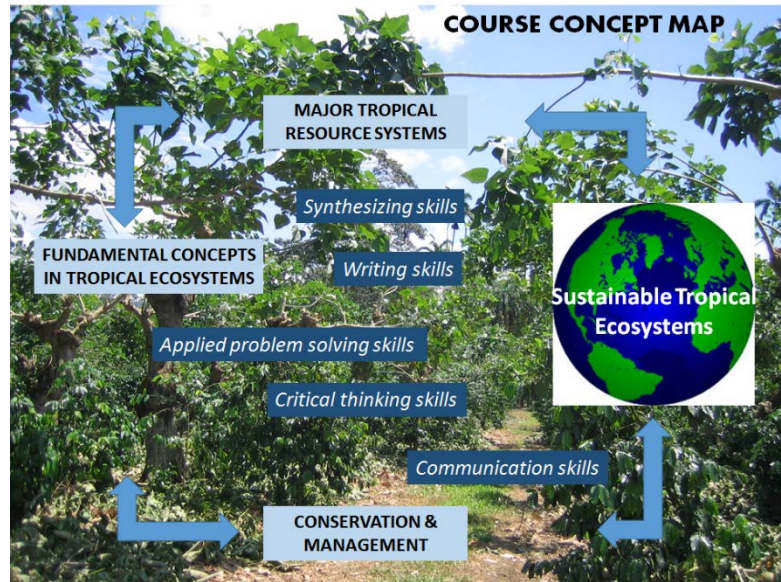 COURSE CONCEPT MAP
MAJOR TROPICAL
RESOURCE SYSTEMS
Synthesizing skills
FUNDAMENTAL CONCEPTS
IN TROPICAL ECOSYSTEMS
Writing skills
Sustainable Tropical
Ecosystems
Applied problem solving skills
Critical thinking skills
Communication skills
CONSERVATION &
MANAGEMENT